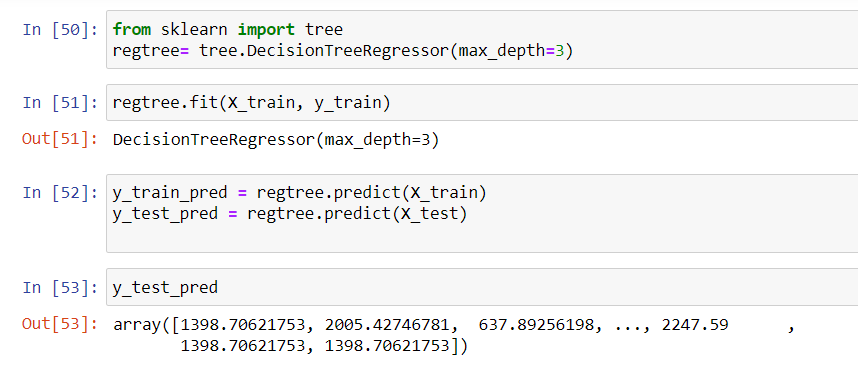 In [50]: from sklearn import tree
regtree= tree.DecisionTreeRegressor(max_depth=3)
In [51]: regtree.fit(X_train, y_train)
Out[51]: DecisionTreeRegressor(max_depth=3)
In [52]: y_train_pred = regtree.predict(X_train)
y_test_pred = regtree.predict(X_test)
In [53]: y_test_pred
Out[53]: array([1398.70621753, 2005.42746781,  637.89256198, ..., 2247.59      ,
1398.70621753, 1398.70621753])